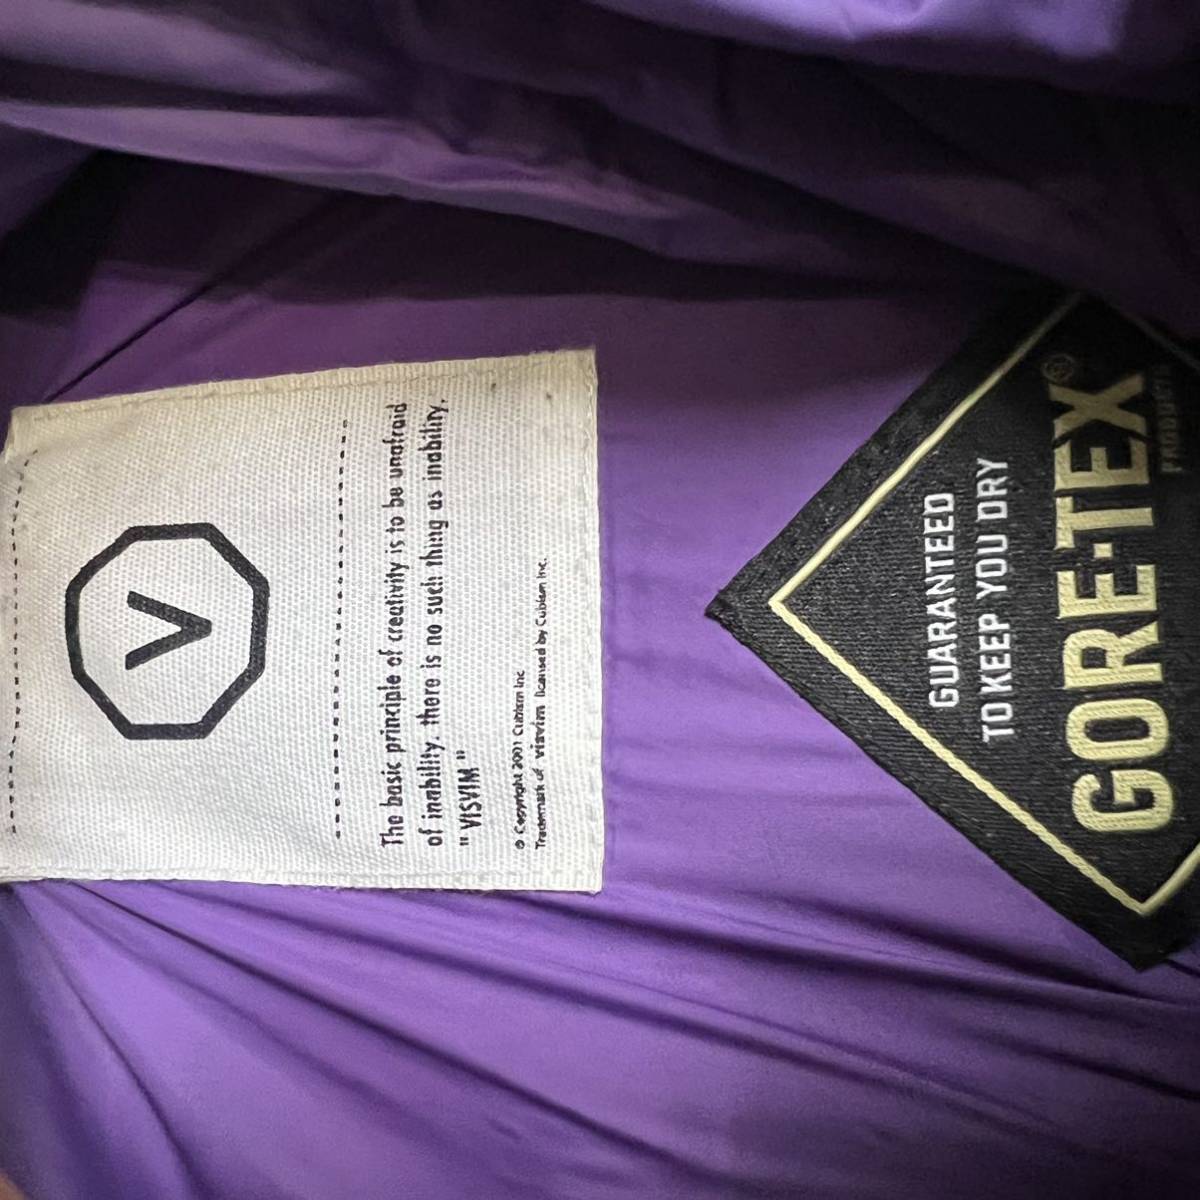 V
The basic principle of creativity is to be unafraid
of inability. there is no such thing as inability.
"VISVIM"
© Copyright 2001 Cubism Inc
Trademark of visvim licensed by Cubism Inc.
GUARANTEED
TO KEEP YOU DRY
GORE-TEX®
PRODUCTS